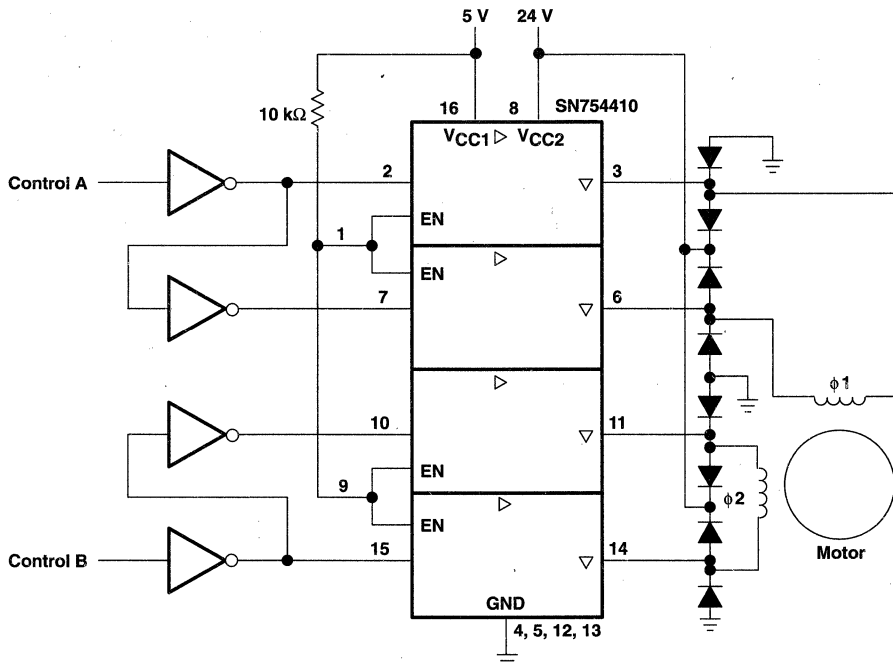 5 V
24 V
SN754410
10 kΩ
16
8
VCC1
VCC2
Control A
2
3
1
EN
EN
7
6
ϕ1
10
11
9
EN
EN
ϕ2
Control B
15
14
Motor
GND
4, 5, 12, 13